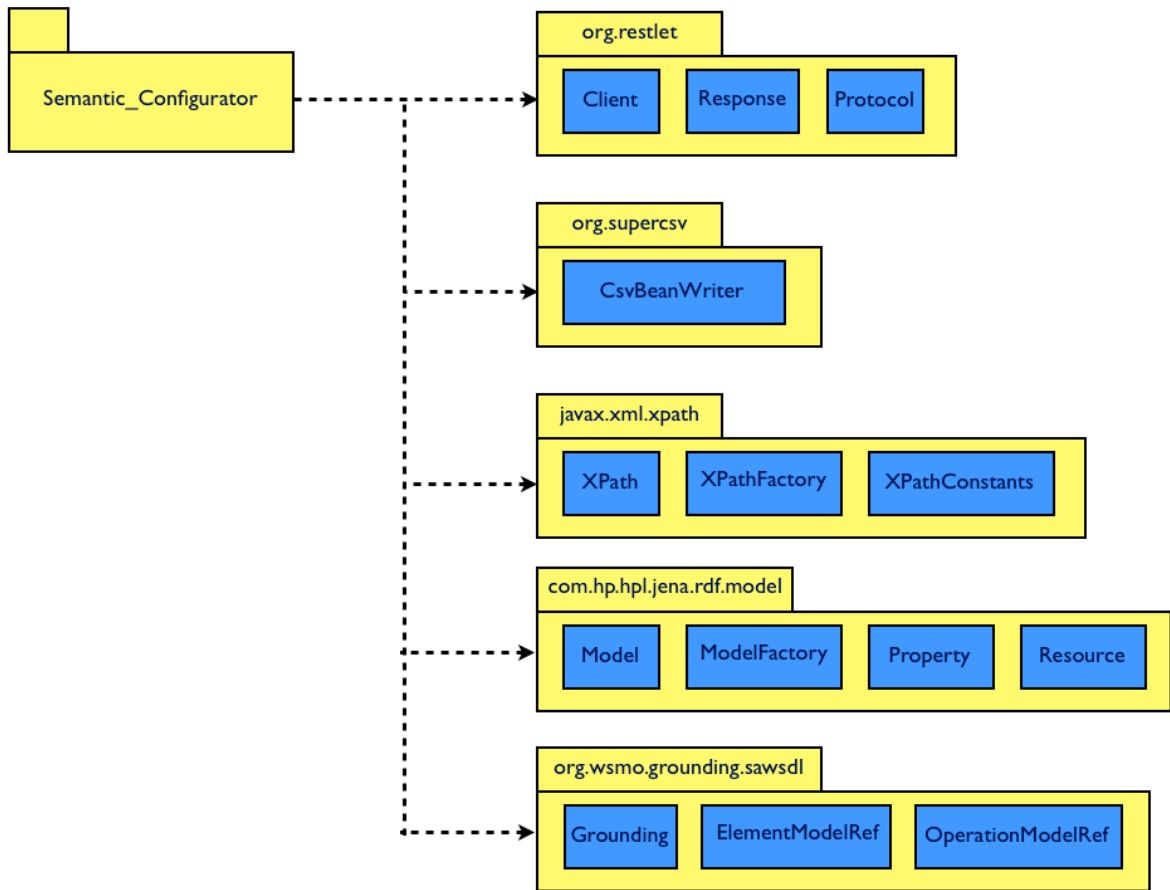 Semantic_Configurator
org.restlet
Client
Response
Protocol
org.supercsv
CsvBeanWriter
javax.xml.xpath
XPath
XPathFactory
XPathConstants
com.hp.hpl.jena.rdf.model
Model
ModelFactory
Property
Resource
org.wsmo.grounding.sawsdl
Grounding
ElementModelRef
OperationModelRef